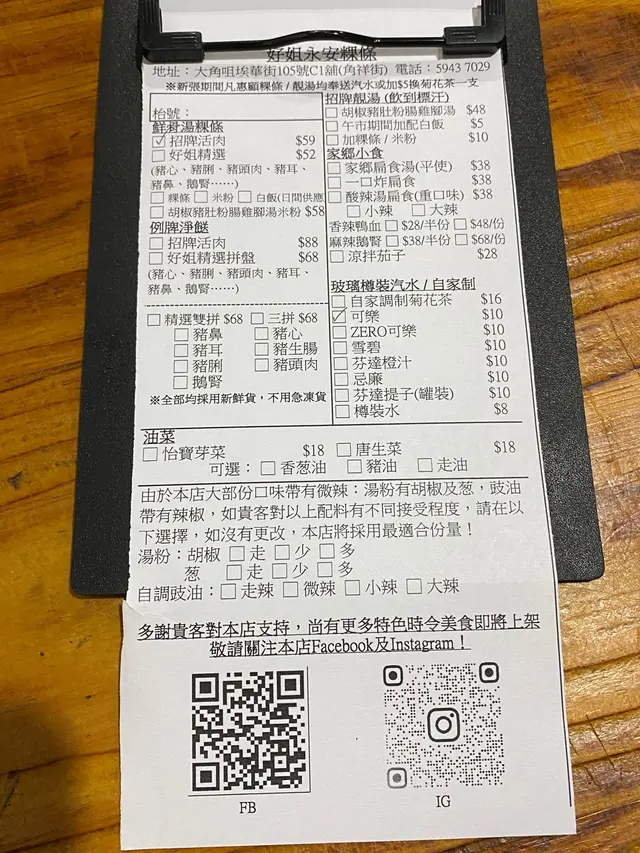 好姐永安粿條
地址：大角咀埃華街105號C1舖(角祥街) 電話：5943 7029
※新張期間凡惠顧粿條 / 靚湯均奉送汽水或加$5換菊花茶一支
枱號：
鮮料湯粿條
☑ 招牌活肉 $59
□ 好姐精選 $52
(豬心、豬脷、豬頭肉、豬耳、
豬鼻、鵝腎……)
□ 粿條 □ 米粉 □ 白飯(日間供應)
□ 胡椒豬肚粉腸雞腳湯米粉 $58
例牌淨餸
□ 招牌活肉 $88
□ 好姐精選拼盤 $68
(豬心、豬脷、豬頭肉、豬耳、
豬鼻、鵝腎……)
□ 精選雙拼 $68 □ 三拼 $68
□ 豬鼻 □ 豬心
□ 豬耳 □ 豬生腸
□ 豬脷 □ 豬頭肉
□ 鵝腎
※全部均採用新鮮貨，不用急凍貨
招牌靚湯 (飲到標汗)
□ 胡椒豬肚粉腸雞腳湯 $48
□ 午市期間加配白飯 $5
□ 加粿條 / 米粉 $10
家鄉小食
□ 家鄉扁食湯(平使) $38
□ 一口炸扁食 $38
□ 酸辣湯扁食(重口味) $38
□ 小辣 □ 大辣
香辣鴨血 □ $28/半份 □ $48/份
麻辣鵝腎 □ $38/半份 □ $68/份
□ 涼拌茄子 $28
玻璃樽裝汽水 / 自家制
□ 自家調制菊花茶 $16
☑ 可樂 $10
□ ZERO可樂 $10
□ 雪碧 $10
□ 芬達橙汁 $10
□ 忌廉 $10
□ 芬達提子(罐裝) $10
□ 樽裝水 $8
油菜
□ 怡寶芽菜 $18 □ 唐生菜 $18
可選：□ 香葱油 □ 豬油 □ 走油
由於本店大部份口味帶有微辣：湯粉有胡椒及葱，豉油
帶有辣椒，如貴客對以上配料有不同接受程度，請在以
下選擇，如沒有更改，本店將採用最適合份量！
湯粉：胡椒 □ 走 □ 少 □ 多
葱 □ 走 □ 少 □ 多
自調豉油：□ 走辣 □ 微辣 □ 小辣 □ 大辣
多謝貴客對本店支持，尚有更多特色時令美食即將上架
敬請關注本店Facebook及Instagram！
FB
IG